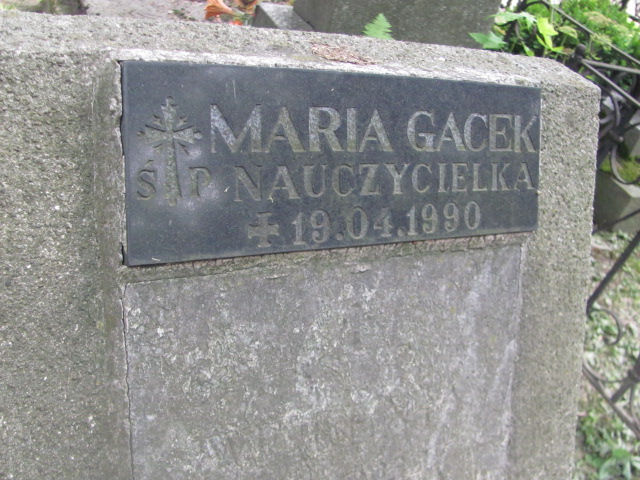 MARIA GACEK
Ś P NAUCZYCIELKA
19.04.1990